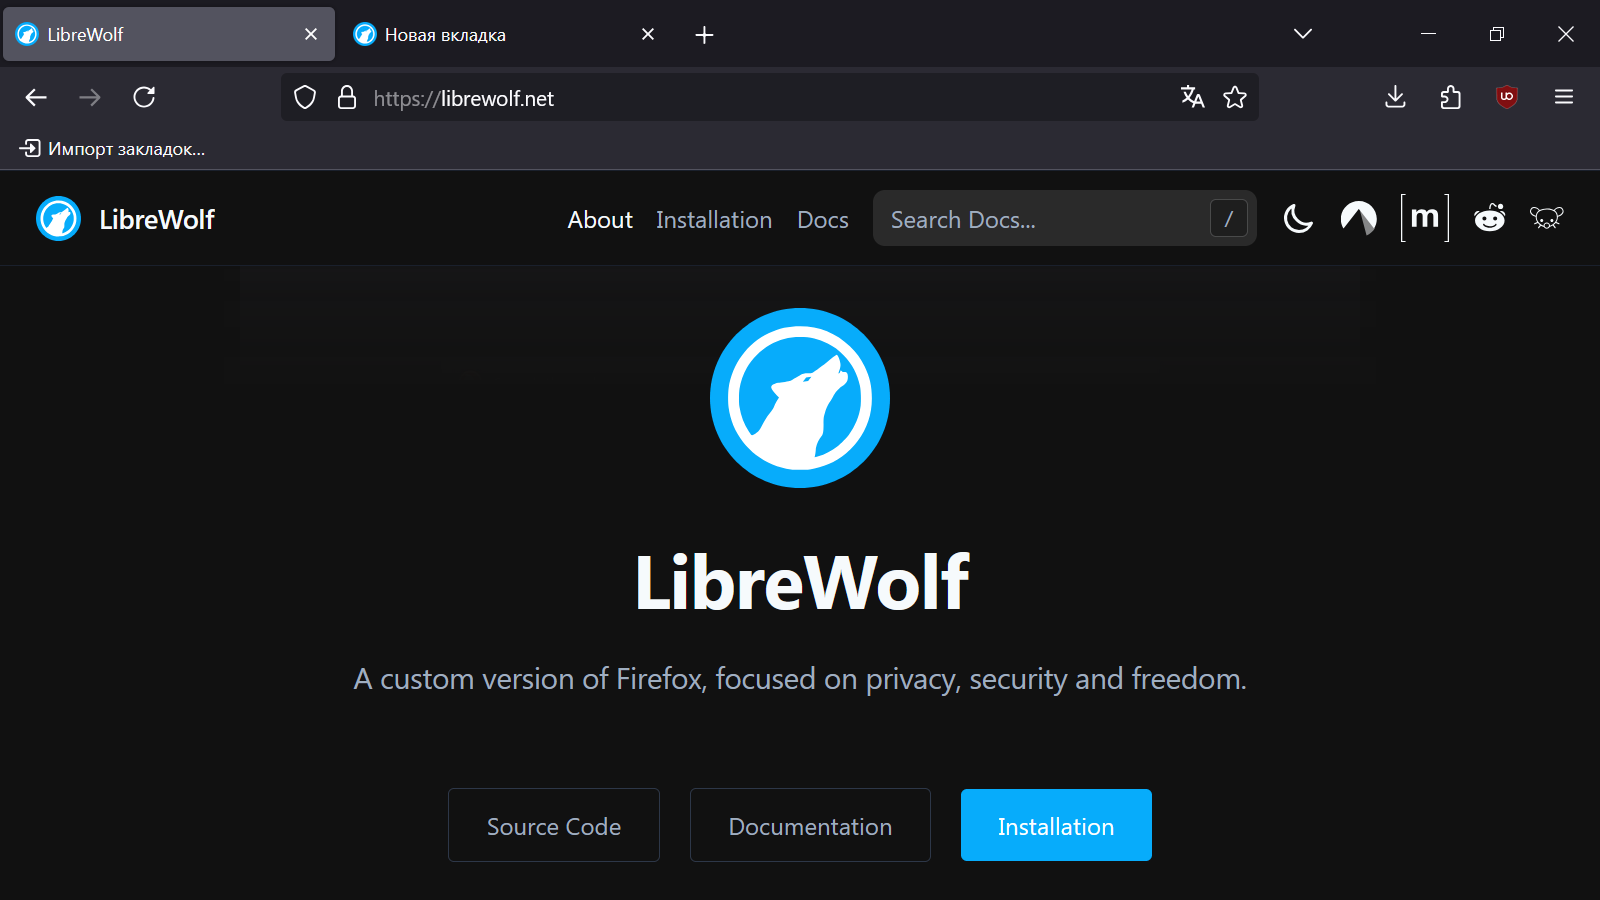 LibreWolf
Новая вкладка
https://librewolf.net
Импорт закладок...
LibreWolf
About Installation Docs Search Docs... / [m]
LibreWolf
A custom version of Firefox, focused on privacy, security and freedom.
Source Code Documentation Installation